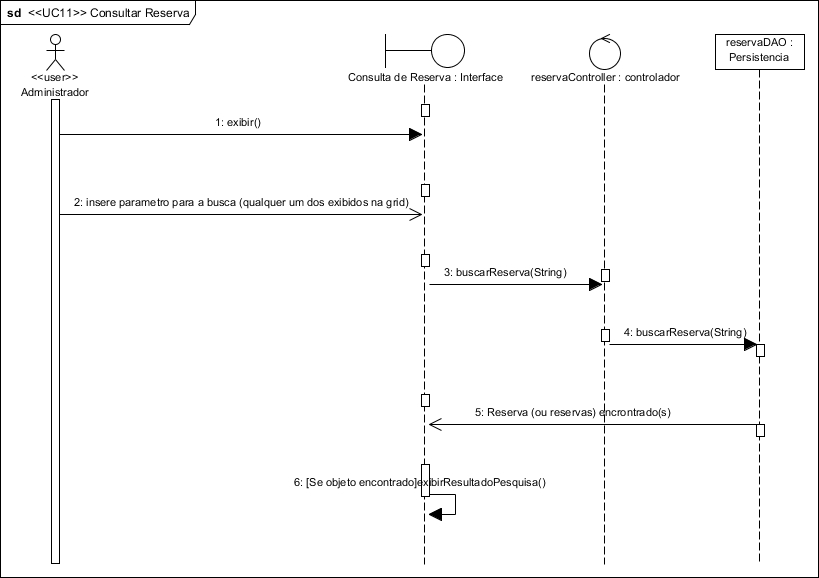 sd <<UC11>> Consultar Reserva
<<user>>
Administrador
Consulta de Reserva : Interface
reservaController : controlador
reservaDAO :
Persistencia
1: exibir()
2: insere parametro para a busca (qualquer um dos exibidos na grid)
3: buscarReserva(String)
4: buscarReserva(String)
5: Reserva (ou reservas) encrontrado(s)
6: [Se objeto encontrado]exibirResultadoPesquisa()